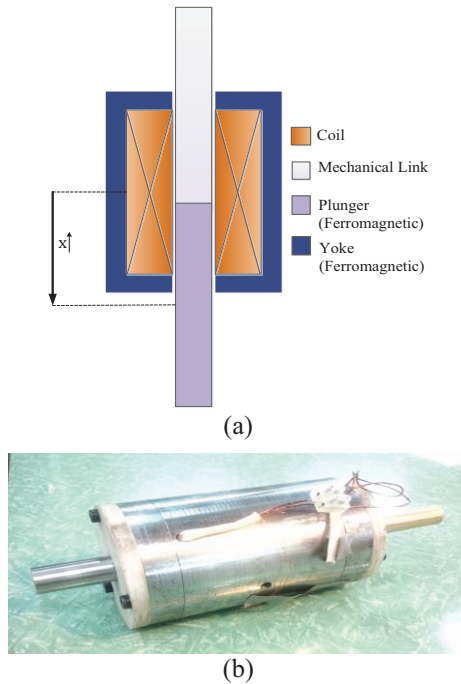 Coil
Mechanical Link
Plunger
(Ferromagnetic)
Yoke
(Ferromagnetic)
x
(a)
(b)